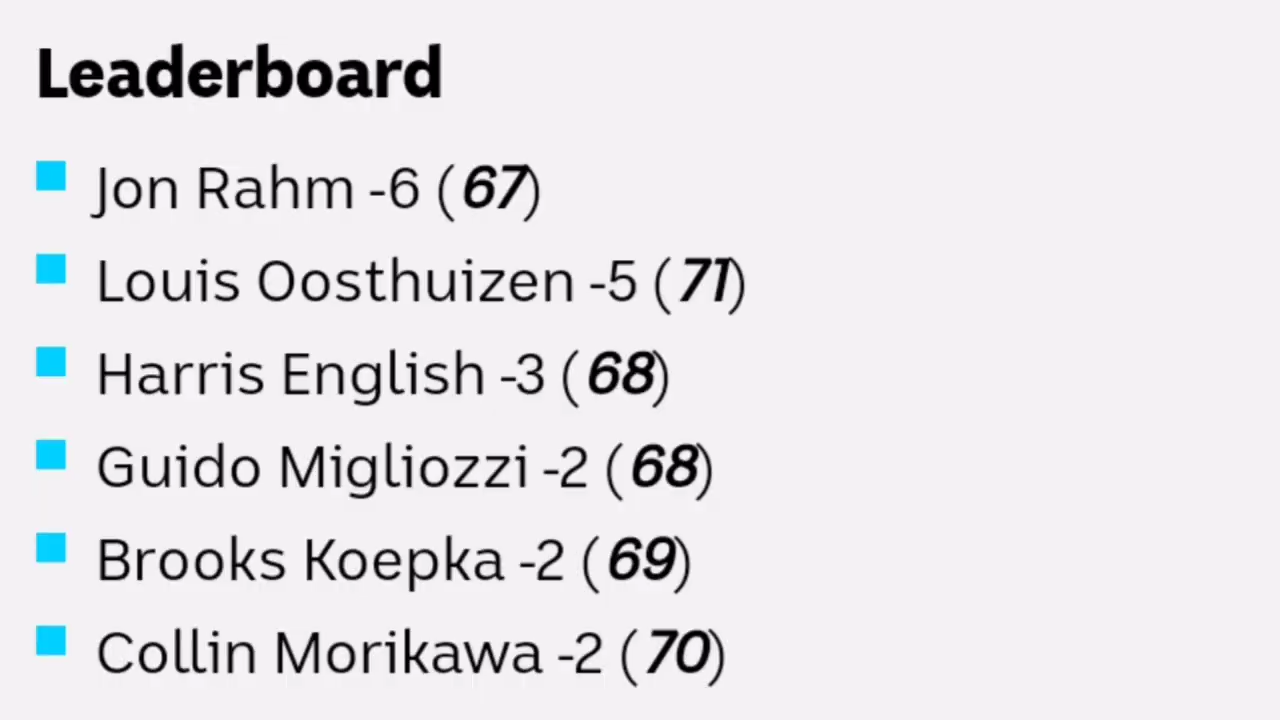 Leaderboard
Jon Rahm -6 (67)
Louis Oosthuizen -5 (71)
Harris English -3 (68)
Guido Migliozzi -2 (68)
Brooks Koepka -2 (69)
Collin Morikawa -2 (70)